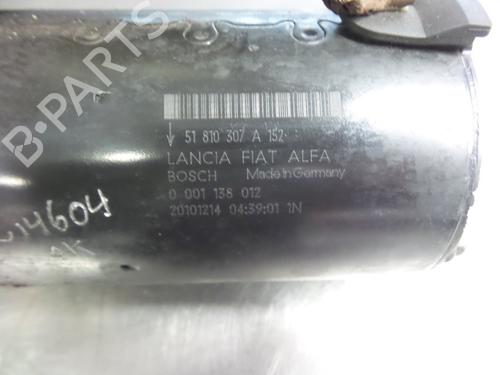 51 810 307 A 152
LANCIA FIAT ALFA
BOSCH Made in Germany
0 001 138 012
20101214 04:39:01 1N
14604
B-PARTS